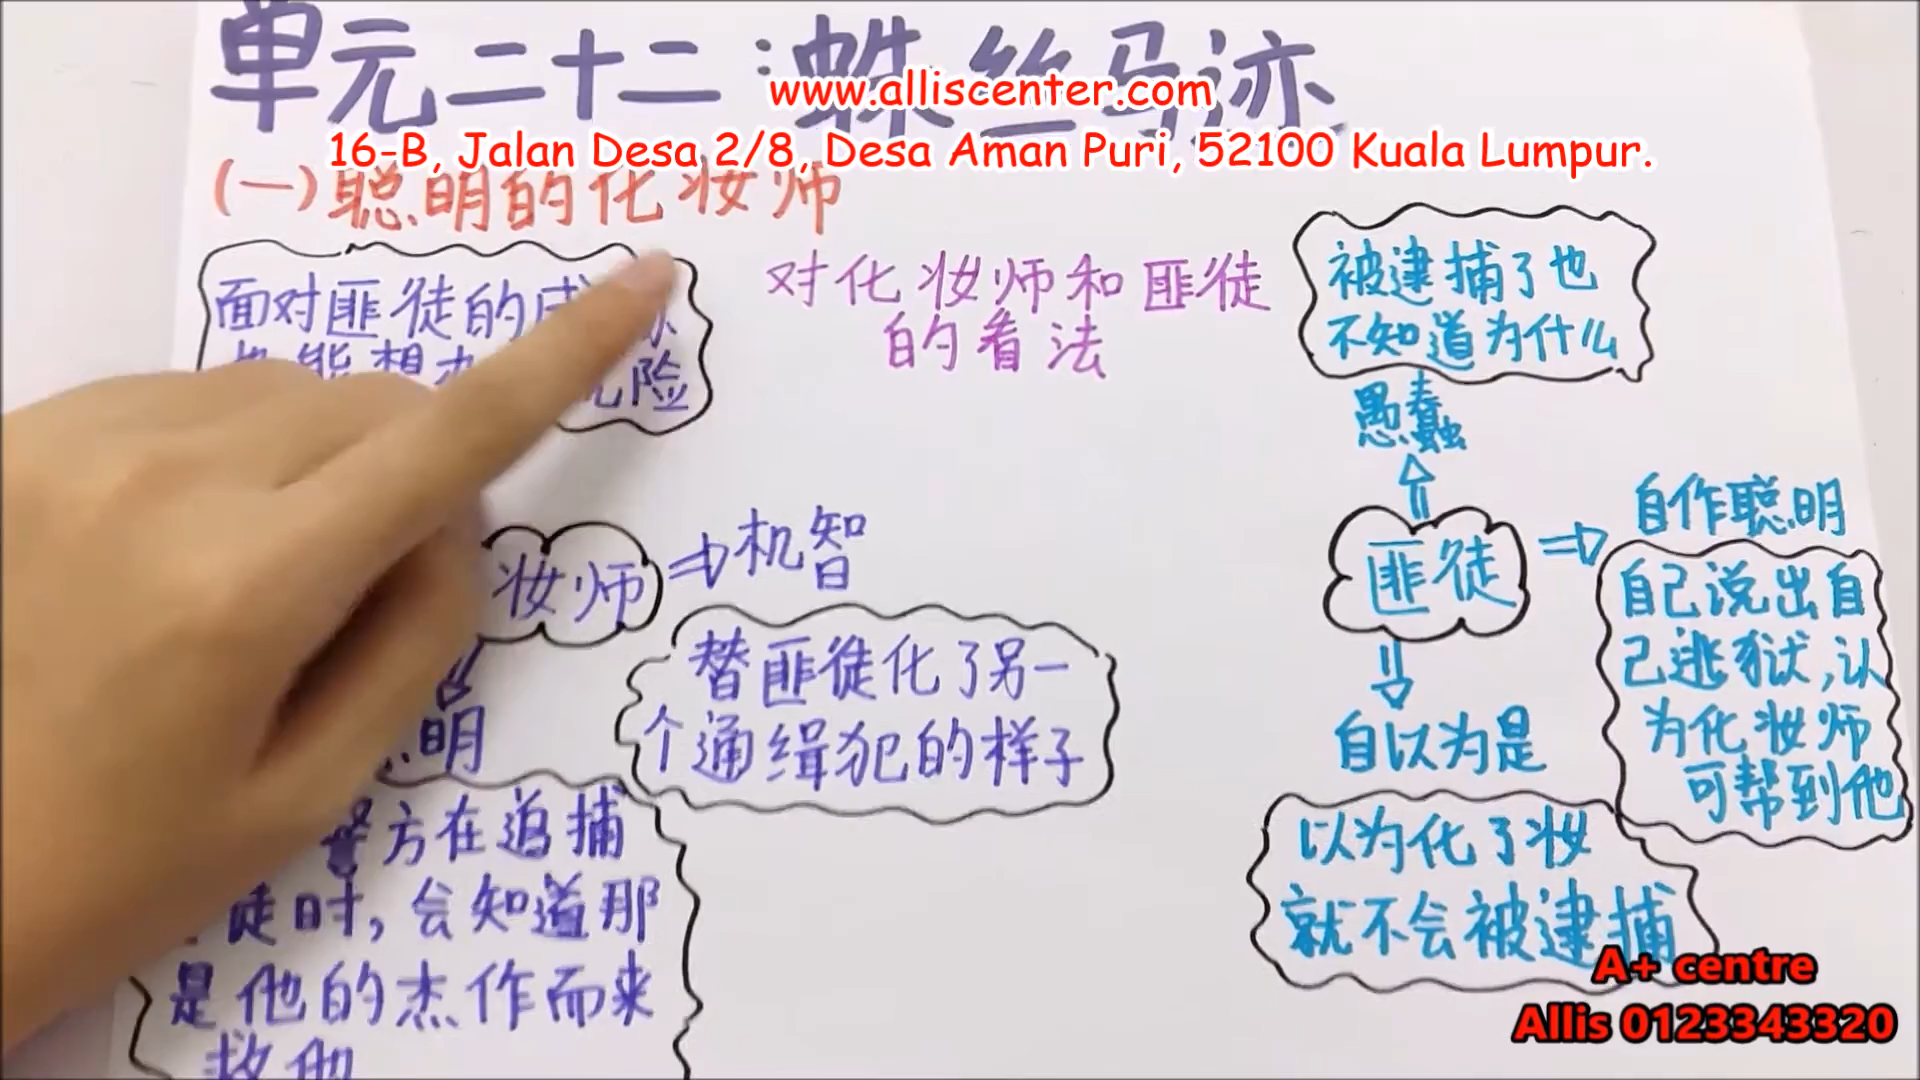 单元二十二：蛛丝马迹
www.alliscenter.com
16-B, Jalan Desa 2/8, Desa Aman Puri, 52100 Kuala Lumpur.
(一)聪明的化妆师
面对匪徒的
能想
险
对化妆师和匪徒
的看法
妆师
机智
替匪徒化了另一
个通缉犯的样子
明
警方在追捕
徒时,会知道那
是他的杰作而来
救他
被逮捕了也
不知道为什么
愚蠢
匪徒
自作聪明
自己说出自
己逃狱,认
为化妆师
可帮到他
自以为是
以为化了妆
就不会被逮捕
A+ centre
Allis 0123343320